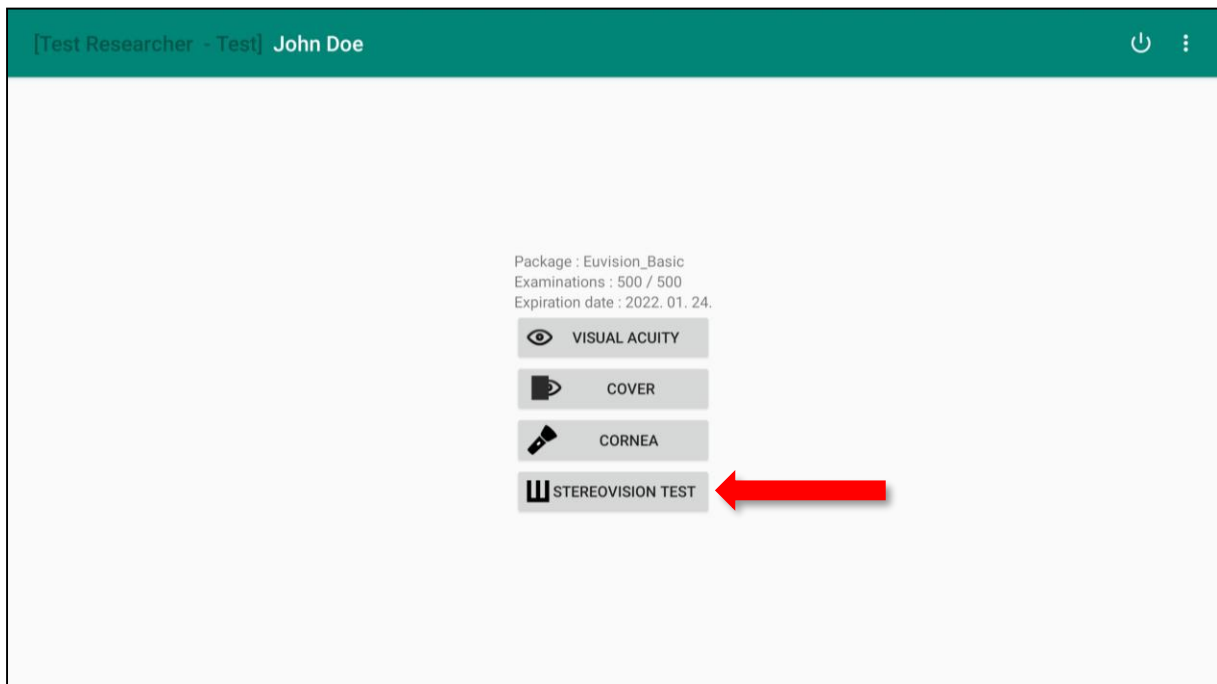 [Test Researcher - Test] John Doe
Package : Euvision_Basic
Examinations : 500 / 500
Expiration date : 2022. 01. 24.
VISUAL ACUITY
COVER
CORNEA
STEREOVISION TEST